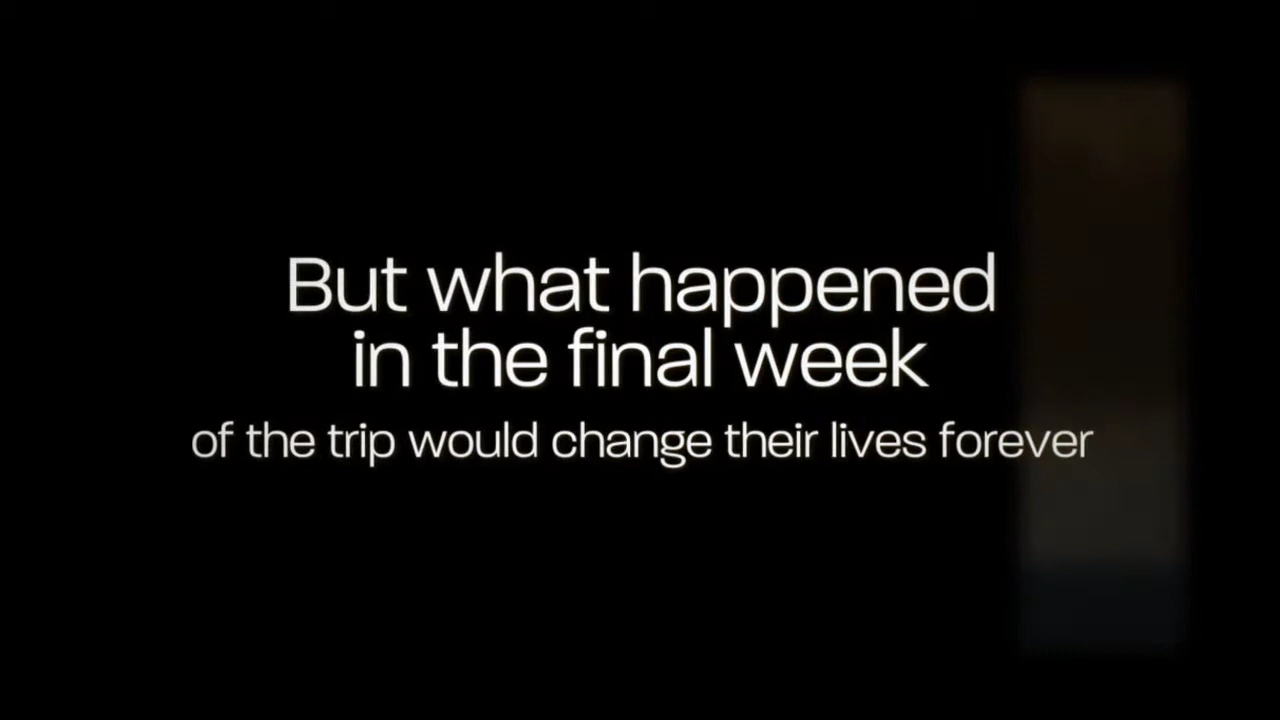 But what happened
in the final week
of the trip would change their lives forever